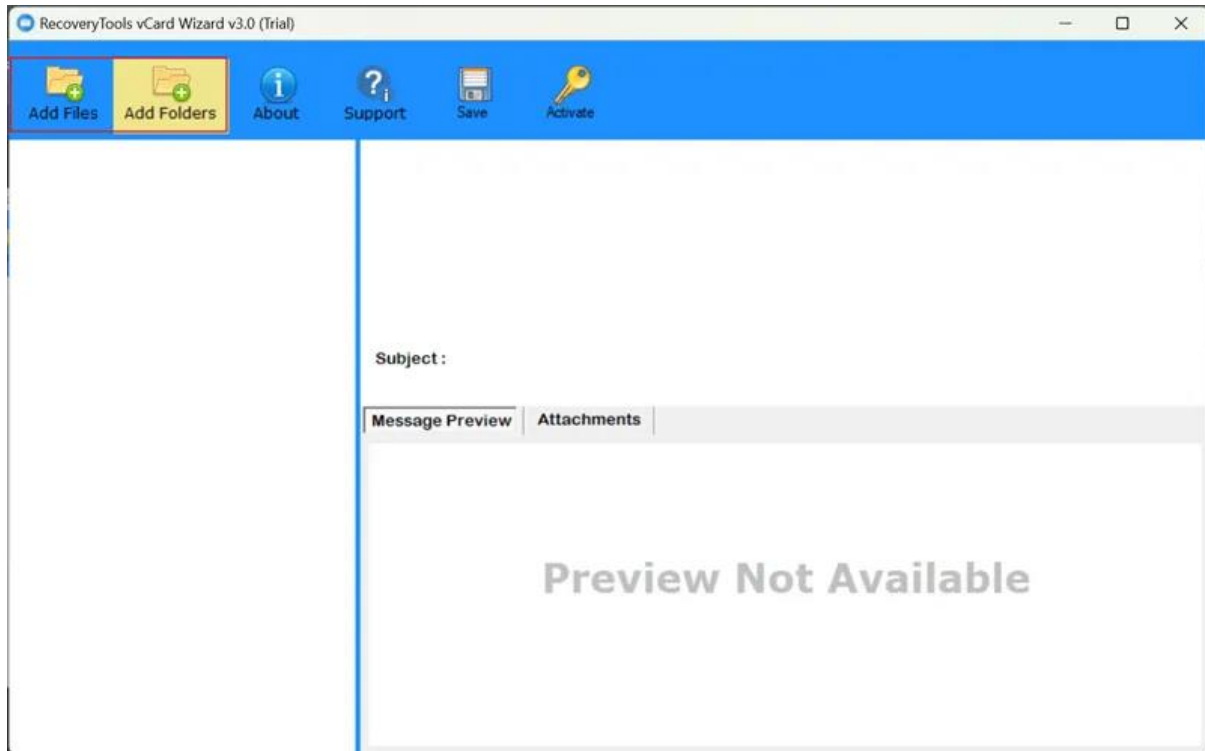 RecoveryTools vCard Wizard v3.0 (Trial)
Add Files Add Folders About Support Save Activate
Subject :
Message Preview Attachments
Preview Not Available